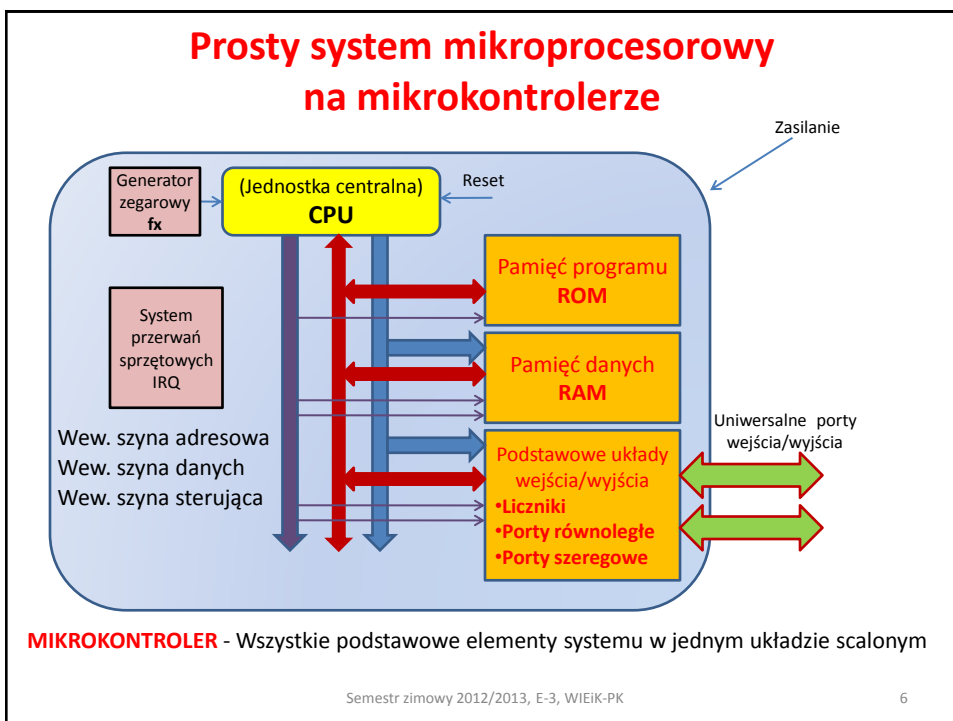 Prosty system mikroprocesorowy
na mikrokontrolerze
Zasilanie
Generator
zegarowy
fx
(Jednostka centralna)
CPU
Reset
Pamięć programu
ROM
System
przerwań
sprzętowych
IRQ
Pamięć danych
RAM
Wew. szyna adresowa
Wew. szyna danych
Wew. szyna sterująca
Uniwersalne porty
wejścia/wyjścia
Podstawowe układy
wejścia/wyjścia
•Liczniki
•Porty równoległe
•Porty szeregowe
MIKROKONTROLER - Wszystkie podstawowe elementy systemu w jednym układzie scalonym
Semestr zimowy 2012/2013, E-3, WIEiK-PK
6